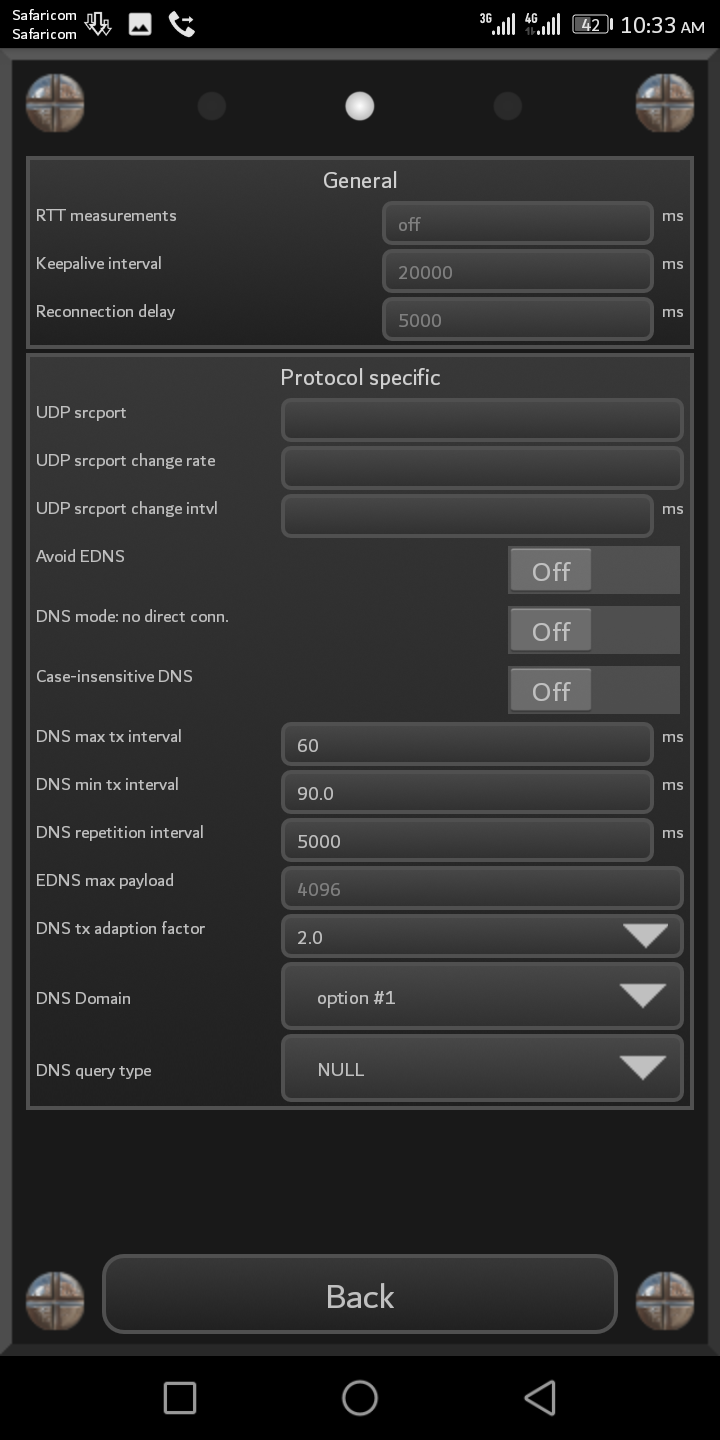 Safaricom
Safaricom
3G 4G 42 10:33 AM
General
RTT measurements off ms
Keepalive interval 20000 ms
Reconnection delay 5000 ms
Protocol specific
UDP srcport
UDP srcport change rate
UDP srcport change intvl ms
Avoid EDNS Off
DNS mode: no direct conn. Off
Case-insensitive DNS Off
DNS max tx interval 60 ms
DNS min tx interval 90.0 ms
DNS repetition interval 5000 ms
EDNS max payload 4096
DNS tx adaption factor 2.0
DNS Domain option #1
DNS query type NULL
Back